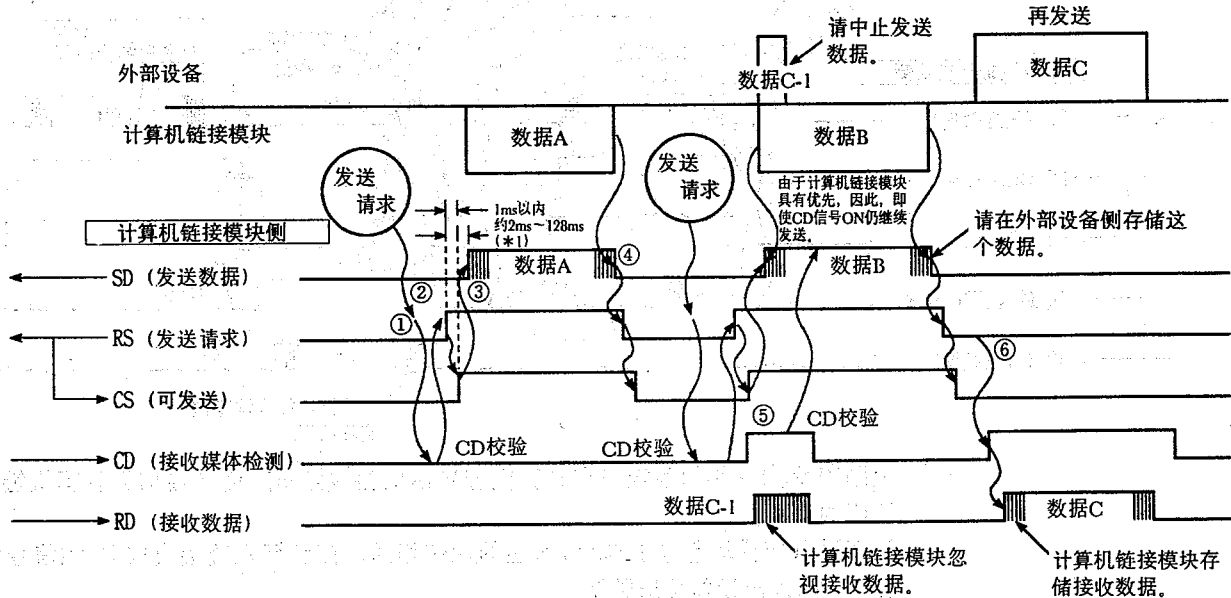 再发送
请中止发送
数据。
外部设备
数据C-1
数据C
计算机链接模块
数据A
数据B
发送
请求
发送
请求
由于计算机链接模块
具有优先，因此，即
使CD信号ON仍继续
发送。
1ms以内
约2ms～128ms
(*1)
计算机链接模块侧
请在外部设备侧存储这
个数据。
SD (发送数据)
②
③
数据A
④
数据B
RS (发送请求)
①
⑥
CS (可发送)
⑤
CD校验
CD校验
CD校验
CD (接收媒体检测)
RD (接收数据)
数据C-1
数据C
计算机链接模块忽
视接收数据。
计算机链接模块存
储接收数据。